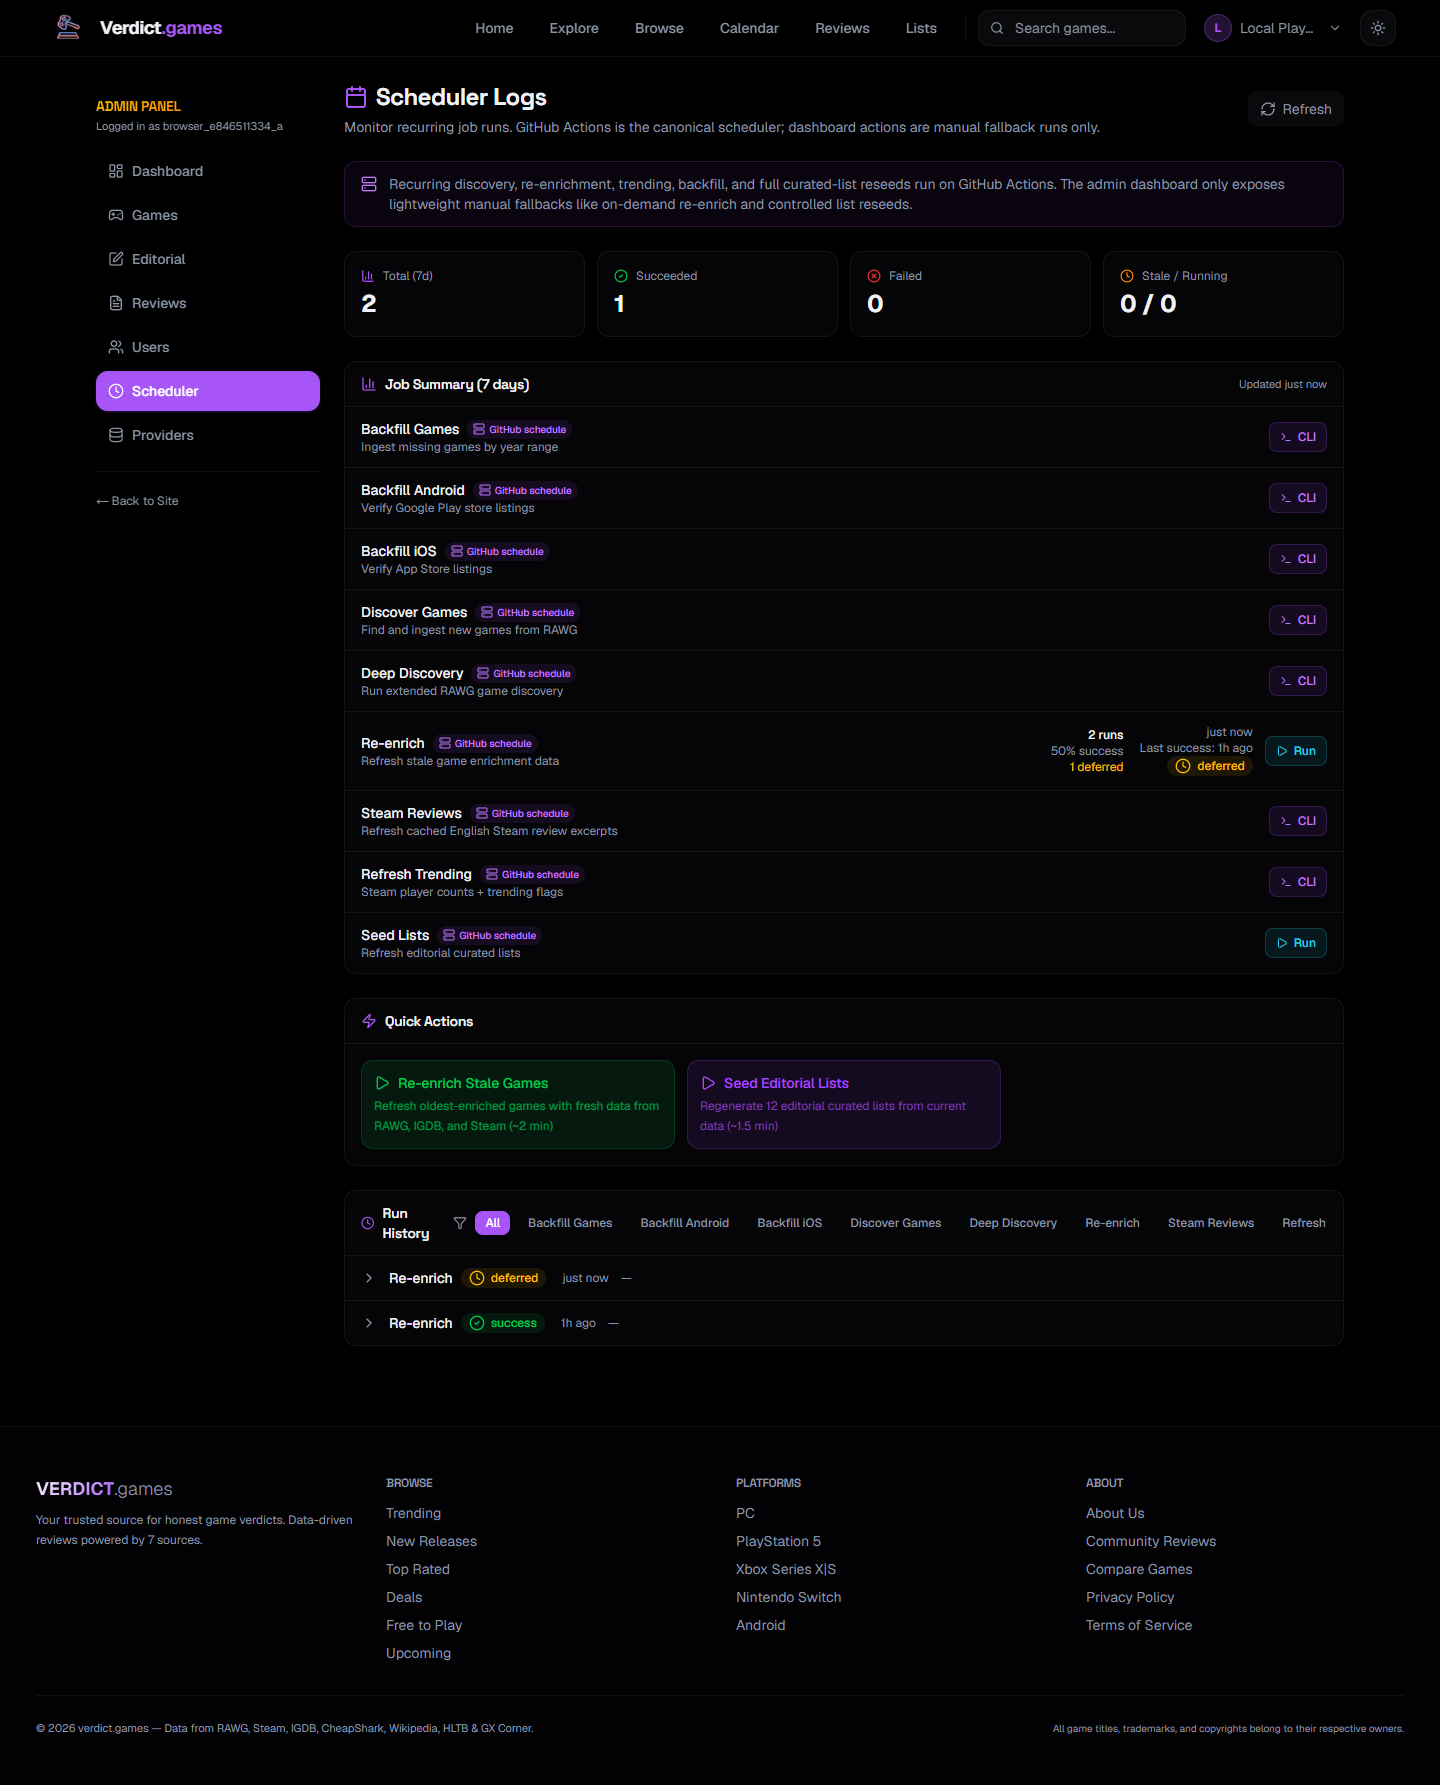 Verdict.games
Home
Explore
Browse
Calendar
Reviews
Lists
Search games...
L
Local Play...
ADMIN PANEL
Logged in as browser_e846511334_a
Dashboard
Games
Editorial
Reviews
Users
Scheduler
Providers
← Back to Site
Scheduler Logs
Monitor recurring job runs. GitHub Actions is the canonical scheduler; dashboard actions are manual fallback runs only.
Refresh
Recurring discovery, re-enrichment, trending, backfill, and full curated-list reseeds run on GitHub Actions. The admin dashboard only exposes
lightweight manual fallbacks like on-demand re-enrich and controlled list reseeds.
Total (7d)
2
Succeeded
1
Failed
0
Stale / Running
0 / 0
Job Summary (7 days)
Updated just now
Backfill Games
GitHub schedule
Ingest missing games by year range
CLI
Backfill Android
GitHub schedule
Verify Google Play store listings
CLI
Backfill iOS
GitHub schedule
Verify App Store listings
CLI
Discover Games
GitHub schedule
Find and ingest new games from RAWG
CLI
Deep Discovery
GitHub schedule
Run extended RAWG game discovery
CLI
Re-enrich
GitHub schedule
Refresh stale game enrichment data
2 runs
50% success
1 deferred
just now
Last success: 1h ago
deferred
Run
Steam Reviews
GitHub schedule
Refresh cached English Steam review excerpts
CLI
Refresh Trending
GitHub schedule
Steam player counts + trending flags
CLI
Seed Lists
GitHub schedule
Refresh editorial curated lists
Run
Quick Actions
Re-enrich Stale Games
Refresh oldest-enriched games with fresh data from
RAWG, IGDB, and Steam (~2 min)
Seed Editorial Lists
Regenerate 12 editorial curated lists from current
data (~1.5 min)
Run
History
All
Backfill Games
Backfill Android
Backfill iOS
Discover Games
Deep Discovery
Re-enrich
Steam Reviews
Refresh
Re-enrich
deferred
just now
—
Re-enrich
success
1h ago
—
VERDICT.games
Your trusted source for honest game verdicts. Data-driven
reviews powered by 7 sources.
BROWSE
Trending
New Releases
Top Rated
Deals
Free to Play
Upcoming
PLATFORMS
PC
PlayStation 5
Xbox Series X|S
Nintendo Switch
Android
ABOUT
About Us
Community Reviews
Compare Games
Privacy Policy
Terms of Service
© 2026 verdict.games — Data from RAWG, Steam, IGDB, CheapShark, Wikipedia, HLTB & GX Corner.
All game titles, trademarks, and copyrights belong to their respective owners.